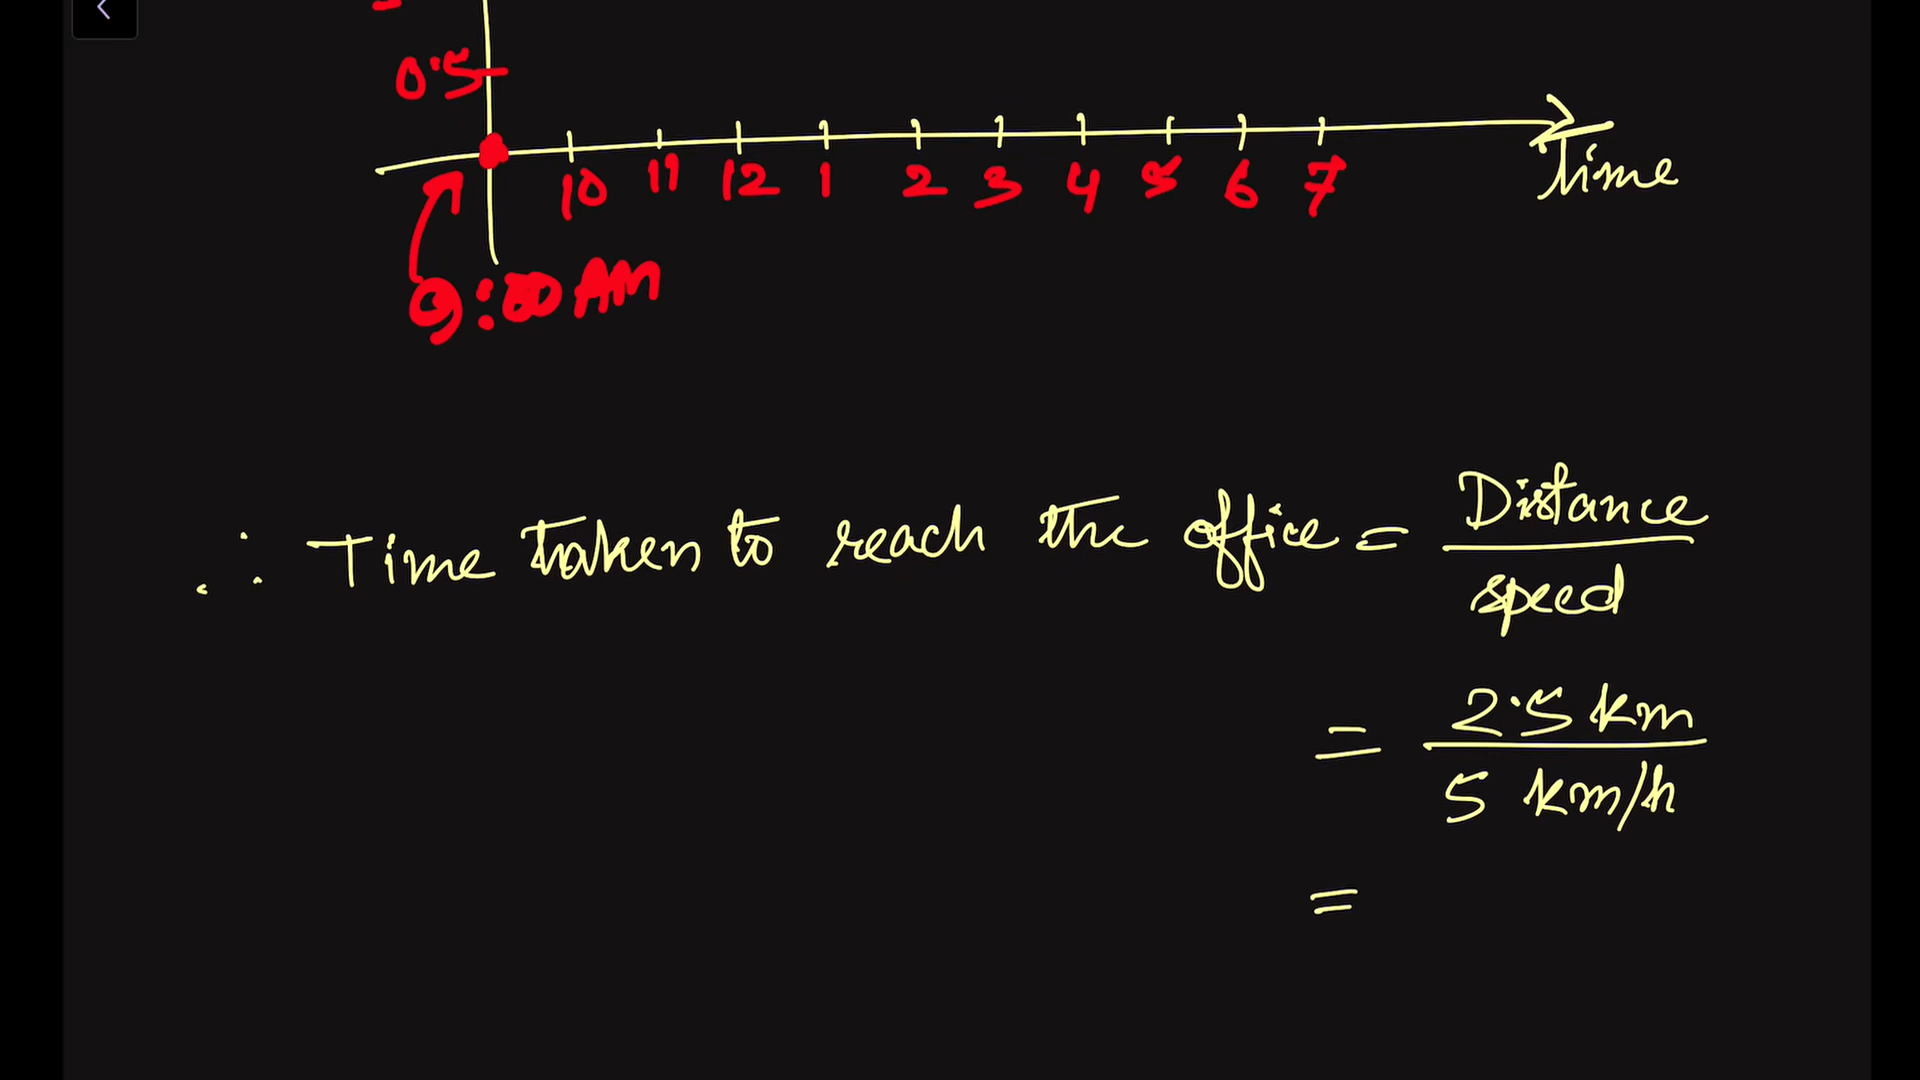 0.5
10 11 12 1 2 3 4 5 6 7
Time
9:00 AM
∴ Time taken to reach the office = Distance
speed
= 2.5 km
5 km/h
=